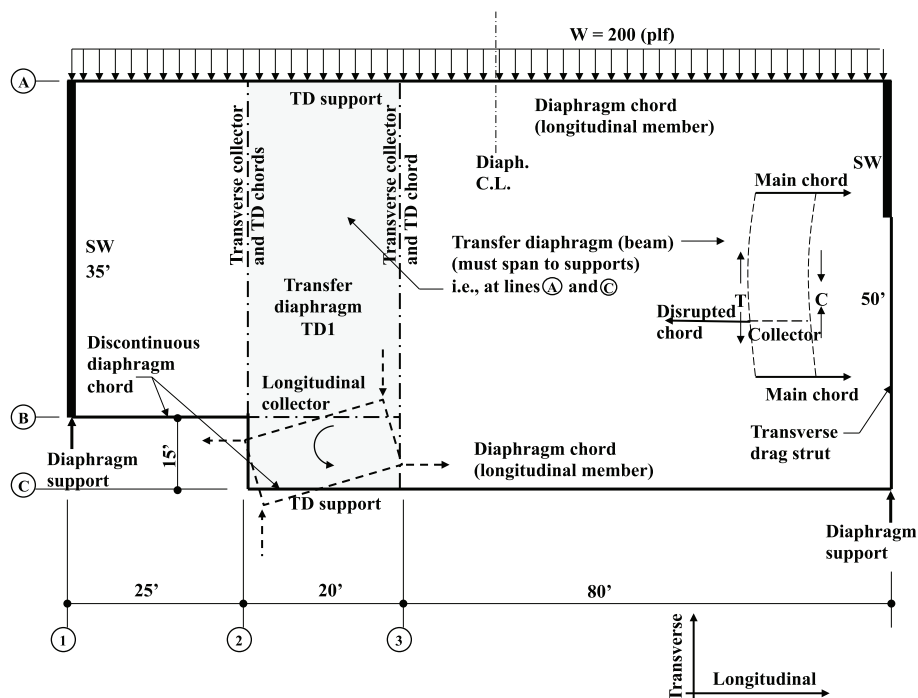 W = 200 (plf)
A
TD support
Diaphragm chord
(longitudinal member)
Transverse collector
and TD chords
Transverse collector
and TD chord
Diaph.
C.L.
SW
Main chord
SW
35’
Transfer diaphragm (beam)
(must span to supports)
i.e., at lines A and C
T
C
50’
Transfer
diaphragm
TD1
Disrupted
chord
Collector
Discontinuous
diaphragm
chord
Longitudinal
collector
Main chord
B
Diaphragm
support
15’
Diaphragm chord
(longitudinal member)
Transverse
drag strut
C
TD support
Diaphragm
support
25’
20’
80’
1
2
3
Transverse
Longitudinal